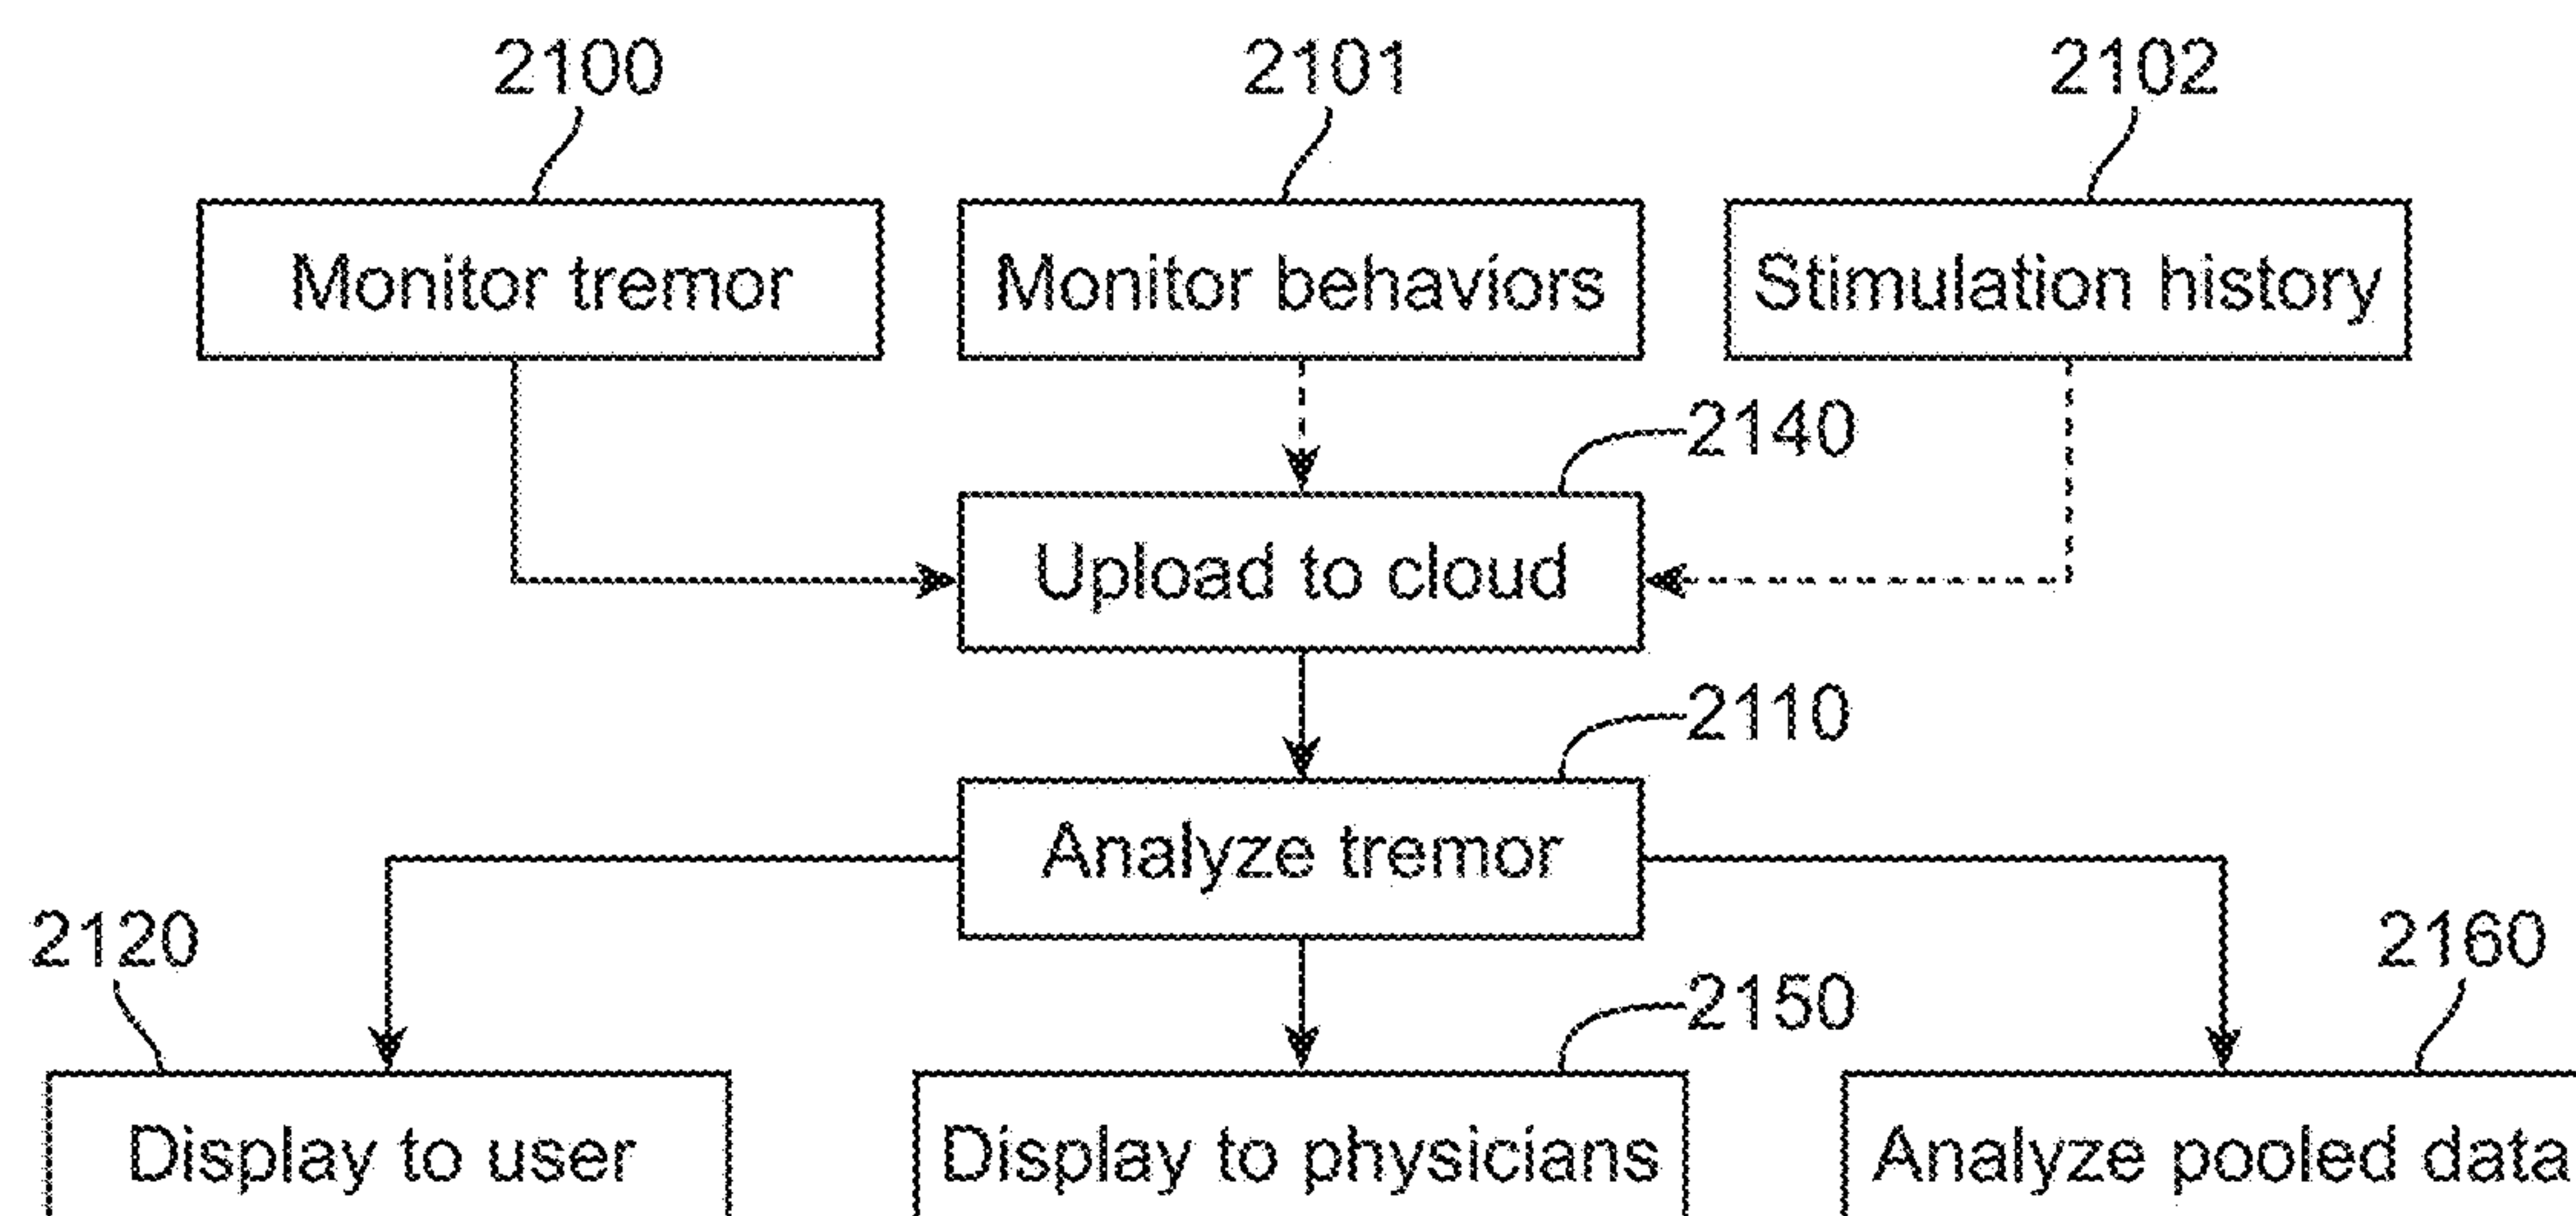 2100
2101
2102
Monitor tremor
Monitor behaviors
Stimulation history
2140
Upload to cloud
2110
Analyze tremor
2120
2160
2150
Display to user
Display to physicians
Analyze pooled data